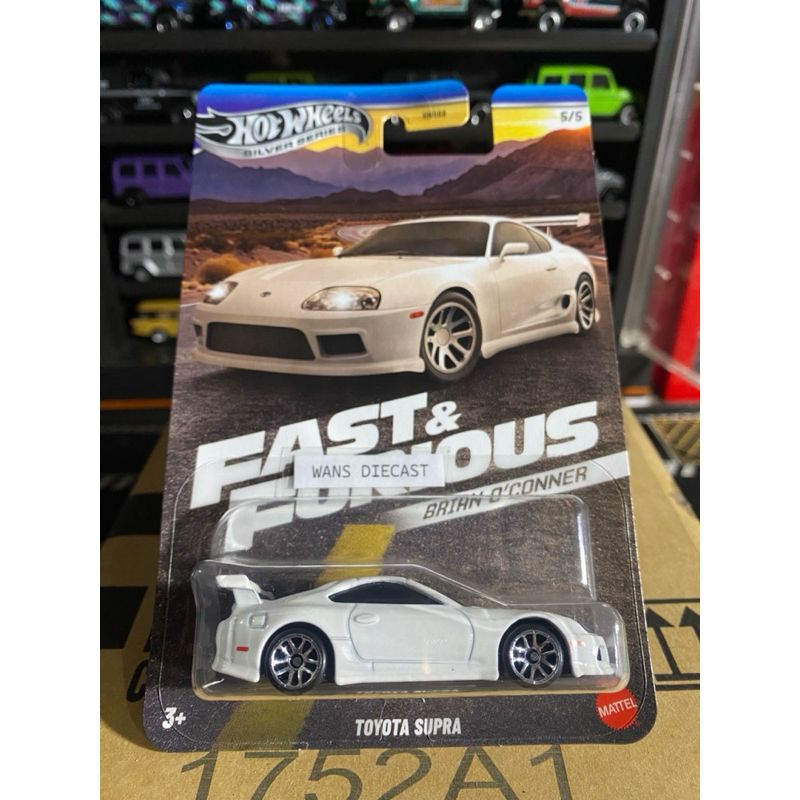 Hot Wheels
SILVER SERIES
5/5
FAST &
FURIOUS
WANS DIECAST
BRIAN O'CONNER
3+
TOYOTA SUPRA
MATTEL
1752A1